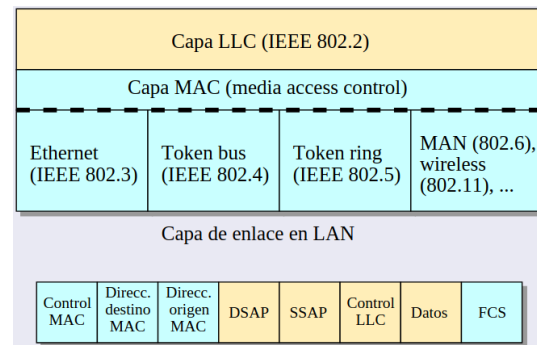 Capa LLC (IEEE 802.2)
Capa MAC (media access control)
Ethernet
(IEEE 802.3)
Token bus
(IEEE 802.4)
Token ring
(IEEE 802.5)
MAN (802.6),
wireless
(802.11), ...
Capa de enlace en LAN
Control
MAC
Direcc.
destino
MAC
Direcc.
origen
MAC
DSAP
SSAP
Control
LLC
Datos
FCS